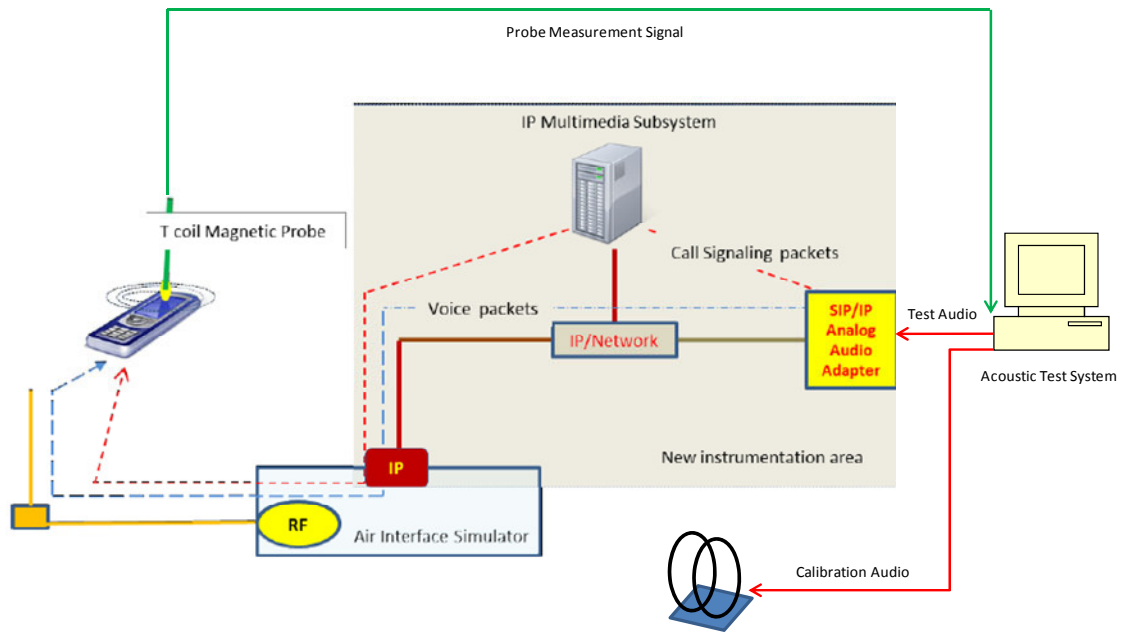 Probe Measurement Signal
IP Multimedia Subsystem
T coil Magnetic Probe
Call Signaling packets
Voice packets
SIP/IP
Analog
Audio
Adapter
Test Audio
IP/Network
Acoustic Test System
New instrumentation area
IP
RF
Air Interface Simulator
Calibration Audio